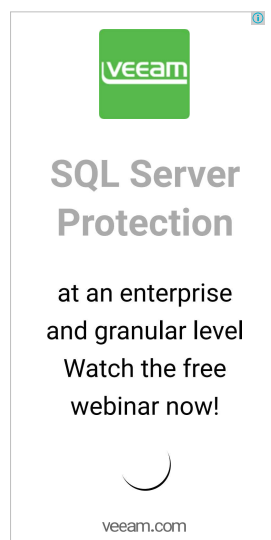 veeam
SQL Server
Protection
at an enterprise
and granular level
Watch the free
webinar now!
veeam.com